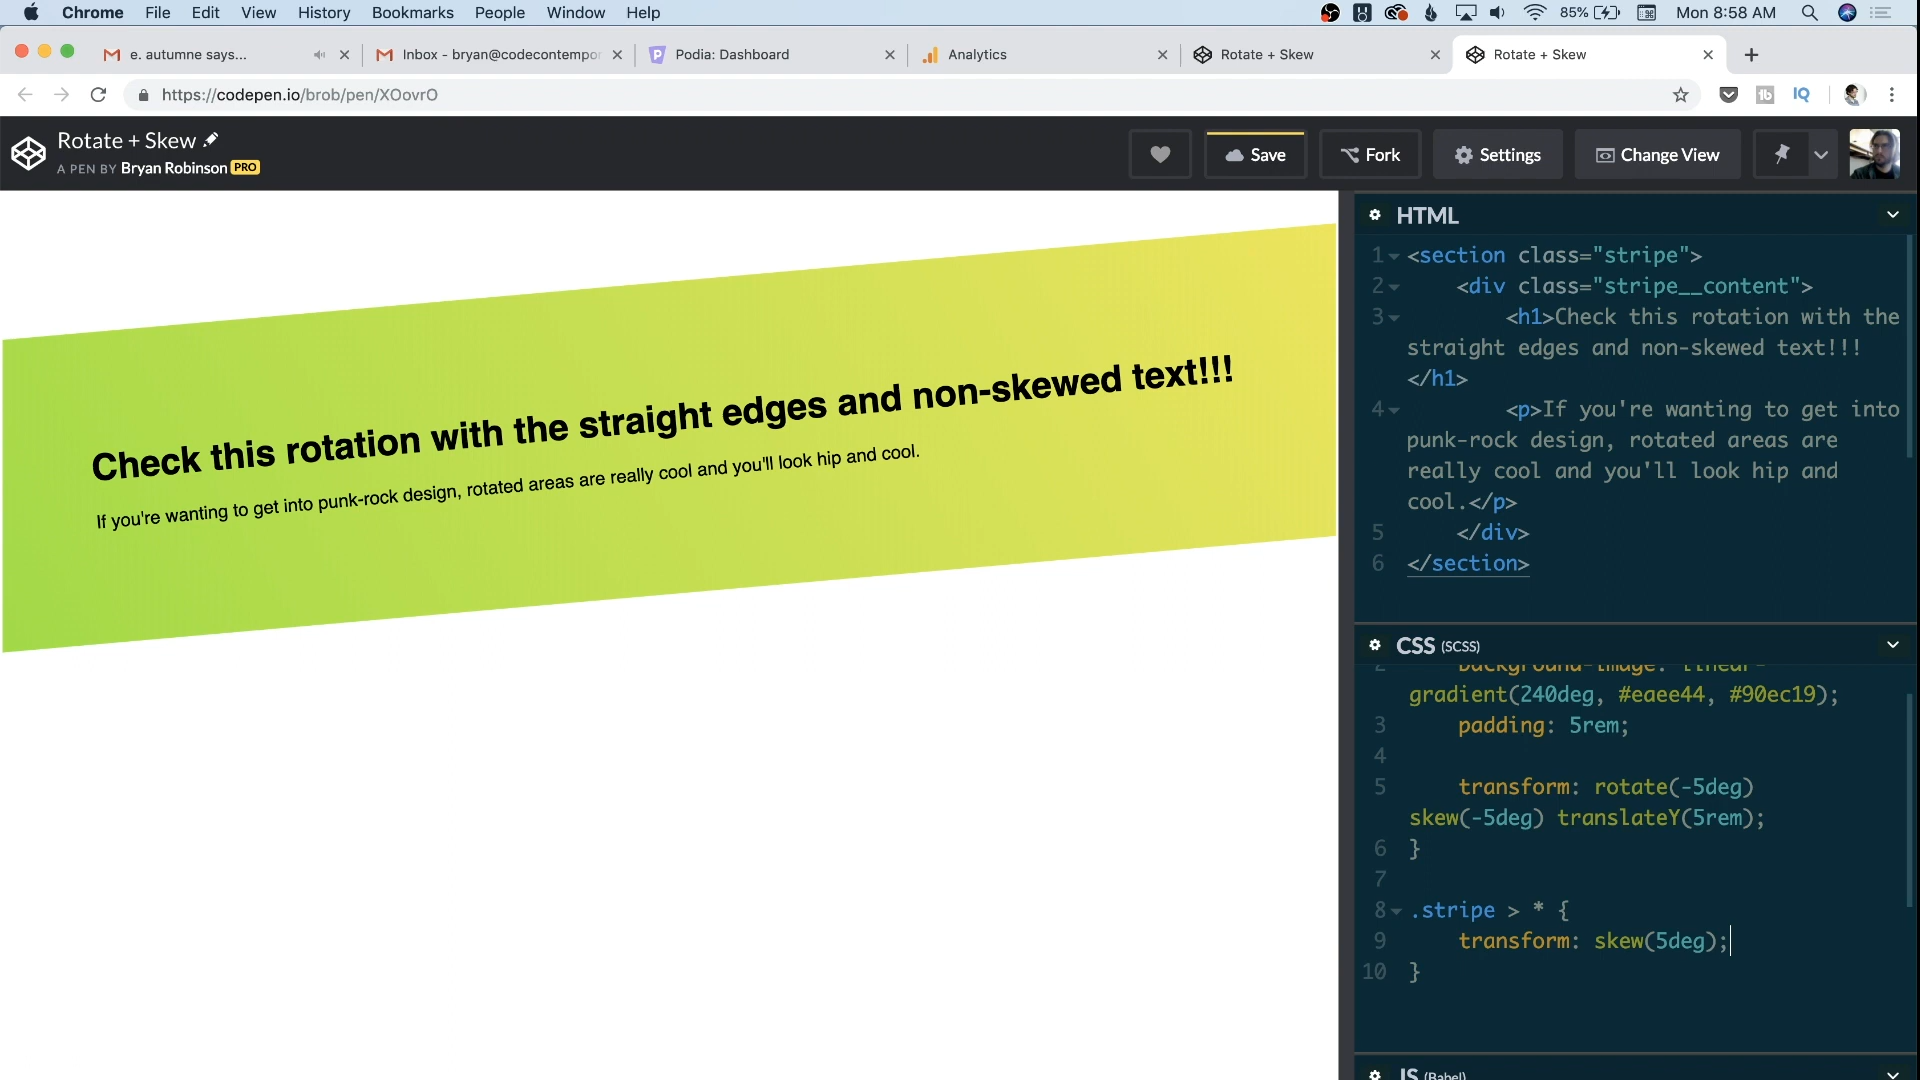 Chrome File Edit View History Bookmarks People Window Help 85% Mon 8:58 AM
e. autumne says... Inbox - bryan@codecontempor Podia: Dashboard Analytics Rotate + Skew Rotate + Skew
https://codepen.io/brob/pen/XOovrO
Rotate + Skew
A PEN BY Bryan Robinson PRO
Save Fork Settings Change View
Check this rotation with the straight edges and non-skewed text!!!
If you're wanting to get into punk-rock design, rotated areas are really cool and you'll look hip and cool.
HTML
1 <section class="stripe">
2 <div class="stripe__content">
3 <h1>Check this rotation with the
straight edges and non-skewed text!!!
</h1>
4 <p>If you're wanting to get into
punk-rock design, rotated areas are
really cool and you'll look hip and
cool.</p>
5 </div>
6 </section>
CSS (SCSS)
2 background-image: linear-
gradient(240deg, #eaee44, #90ec19);
3 padding: 5rem;
4
5 transform: rotate(-5deg)
skew(-5deg) translateY(5rem);
6 }
7
8 .stripe > * {
9 transform: skew(5deg);
10 }
JS (Babel)